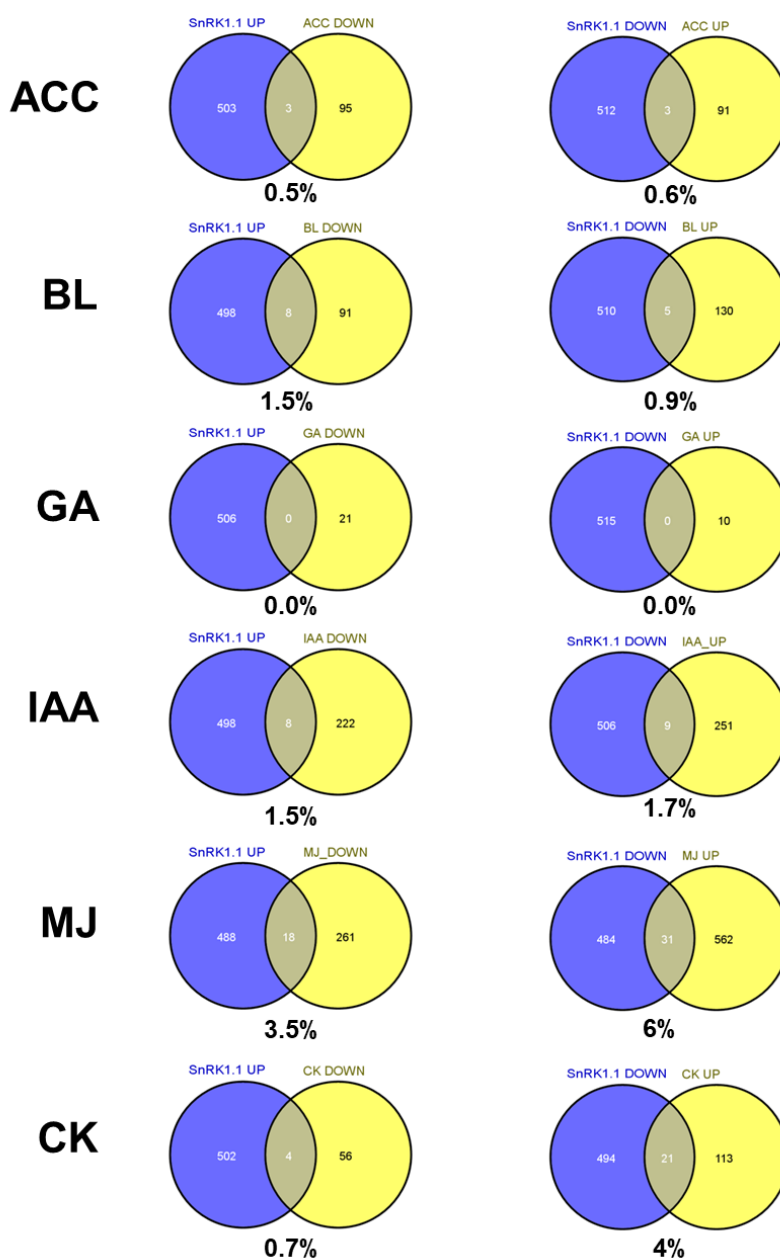 SnRK1.1 UP ACC DOWN SnRK1.1 DOWN ACC UP
ACC 503 3 95 512 3 91
0.5% 0.6%
SnRK1.1 UP BL DOWN SnRK1.1 DOWN BL UP
BL 498 8 91 510 5 130
1.5% 0.9%
SnRK1.1 UP GA DOWN SnRK1.1 DOWN GA UP
GA 506 0 21 515 0 10
0.0% 0.0%
SnRK1.1 UP IAA DOWN SnRK1.1 DOWN IAA_UP
IAA 498 8 222 506 9 251
1.5% 1.7%
SnRK1.1 UP MJ_DOWN SnRK1.1 DOWN MJ UP
MJ 488 18 261 484 31 562
3.5% 6%
SnRK1.1 UP CK DOWN SnRK1.1 DOWN CK UP
CK 502 4 56 494 21 113
0.7% 4%